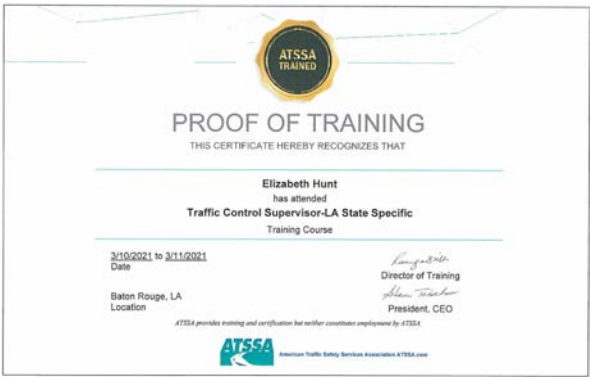 ATSSA
TRAINED
PROOF OF TRAINING
THIS CERTIFICATE HEREBY RECOGNIZES THAT
Elizabeth Hunt
has attended
Traffic Control Supervisor-LA State Specific
Training Course
3/10/2021 to 3/11/2021
Date
Director of Training
Baton Rouge, LA
Location
President, CEO
ATSSA provides training and certification but neither constitutes employment by ATSSA.
ATSSA
American Traffic Safety Services Association ATSSA.com